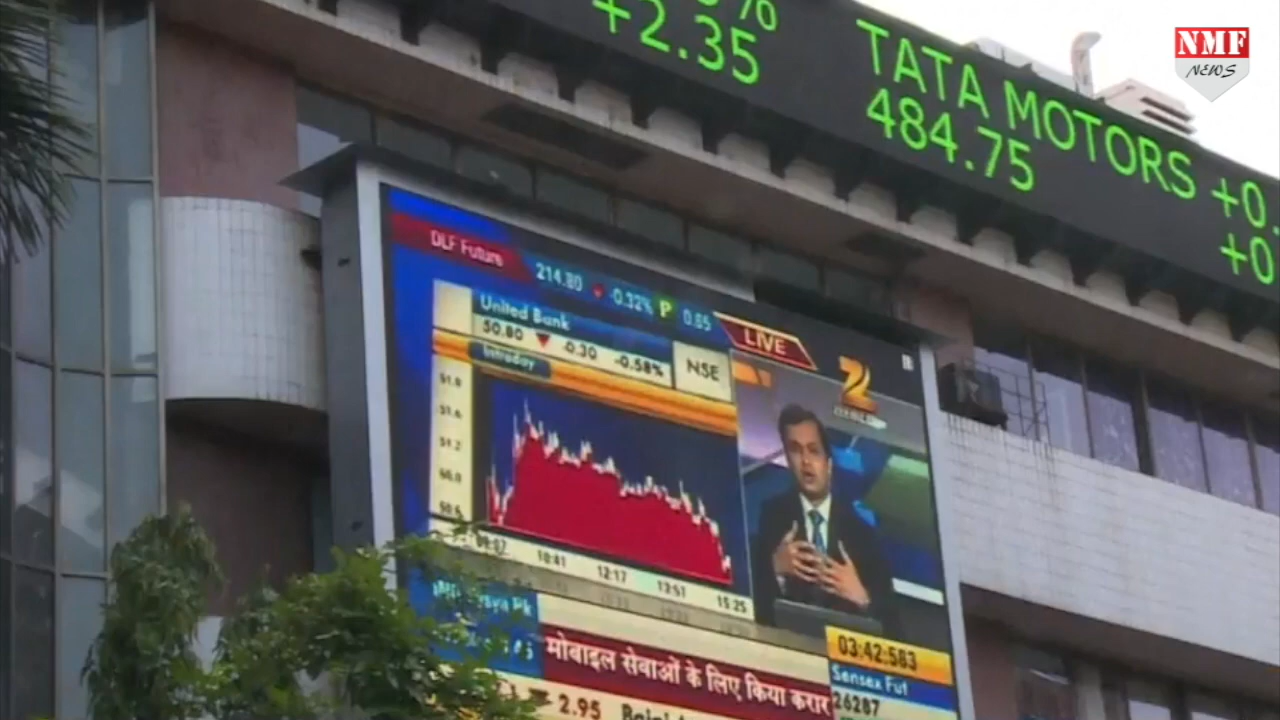 %
+2.35
TATA MOTORS +0.
484.75
+0
NMF
NEWS
DLF Future
214.80 -0.32% P 0.85
United Bank
50.80 -0.30 -0.58%
NSE
LIVE
Intraday
51.6
51.2
10:41 12:17 13:51 15:25
मोबाइल सेवाओं के लिए किया करार
03:42:583
Sensex Fut
26287
2.95